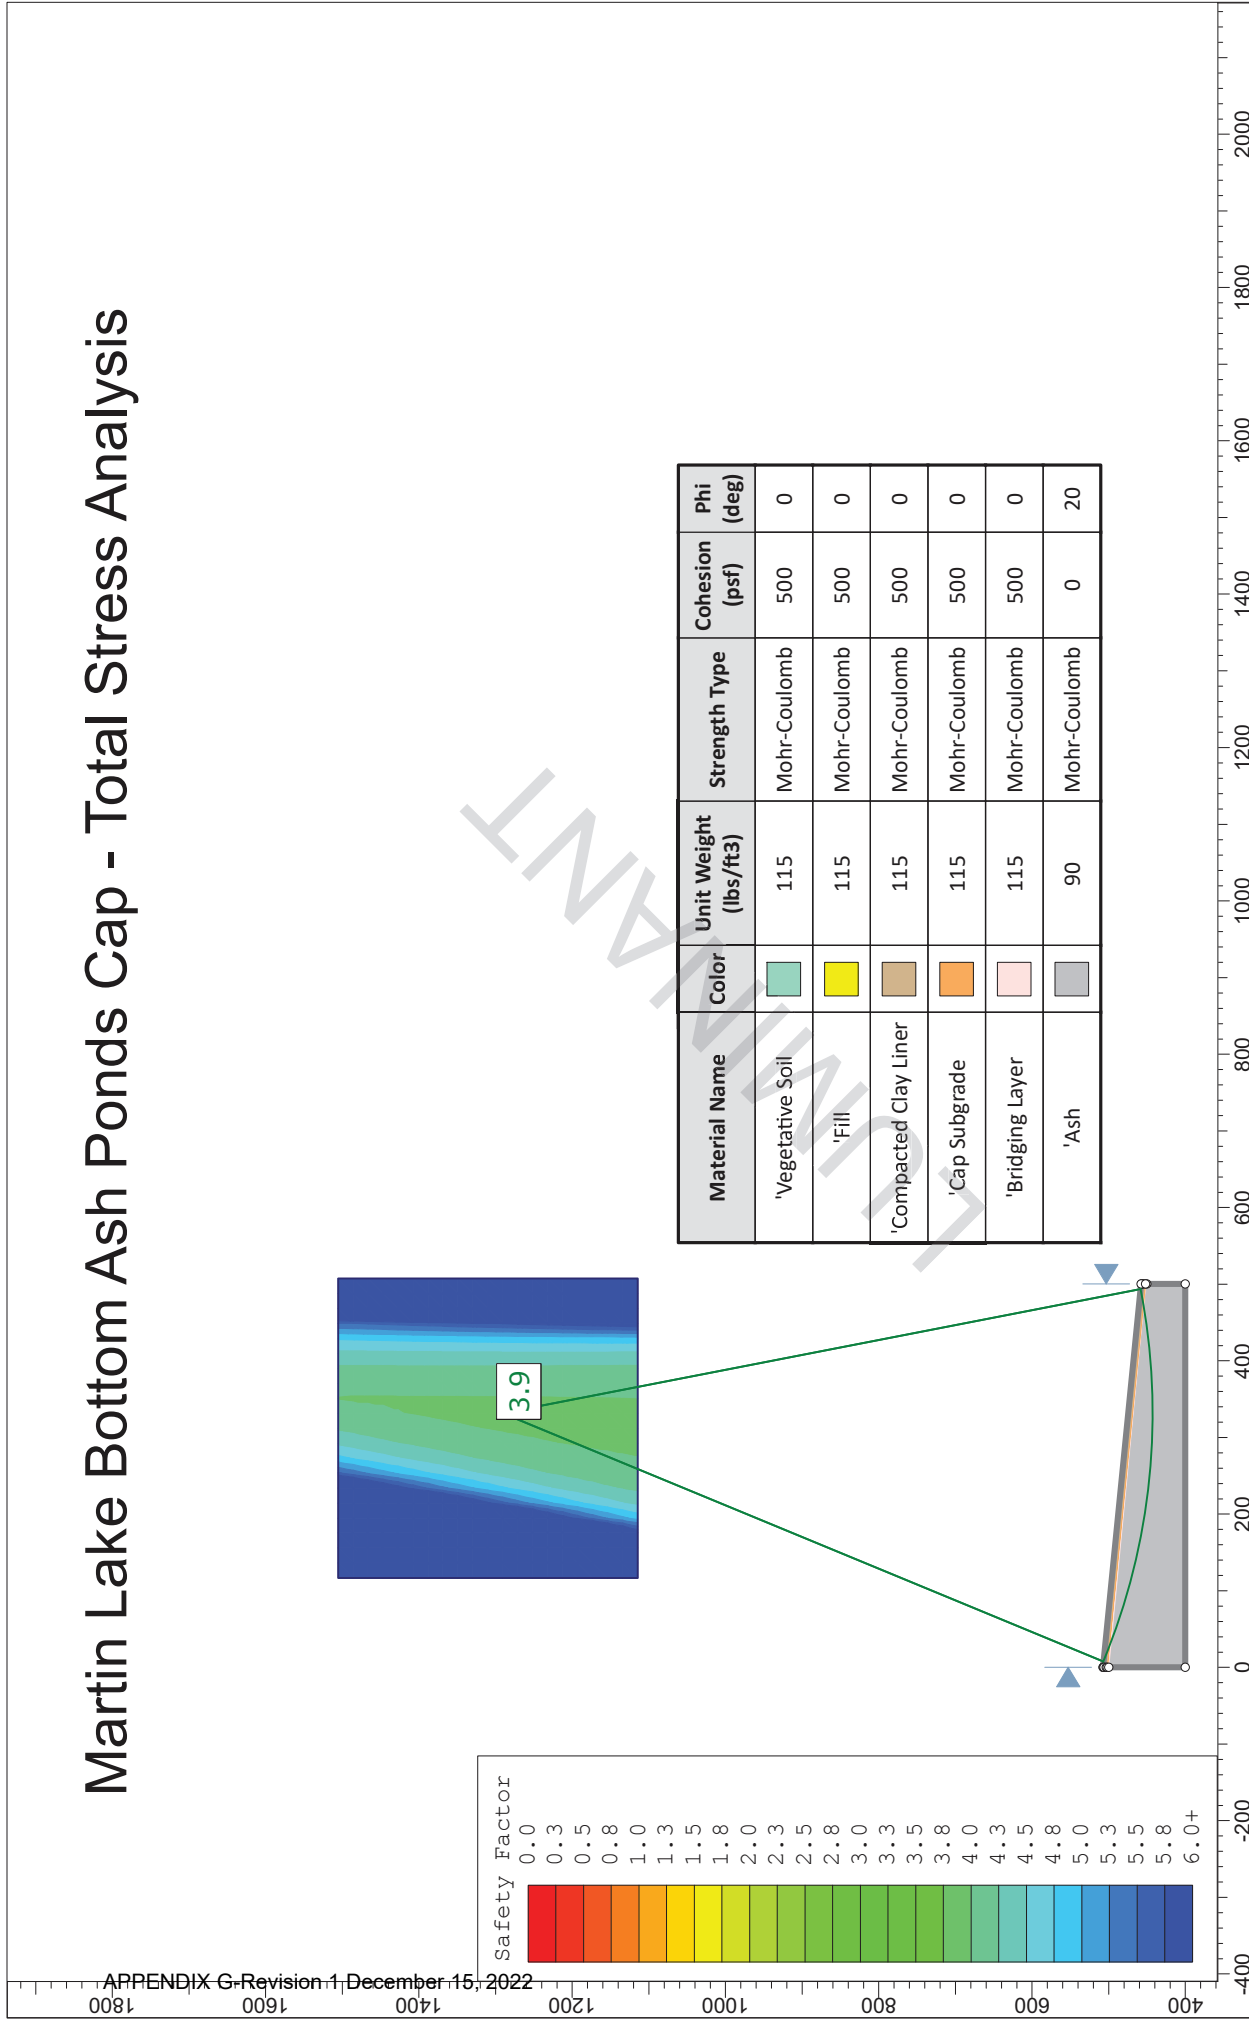 Martin Lake Bottom Ash Ponds Cap - Total Stress Analysis
Safety Factor
0.0
0.3
0.5
0.8
1.0
1.3
1.5
1.8
2.0
2.3
2.5
2.8
3.0
3.3
3.5
3.8
4.0
4.3
4.5
4.8
5.0
5.3
5.5
5.8
6.0+
3.9
Material Name Color Unit Weight (lbs/ft3) Strength Type Cohesion (psf) Phi (deg)
'Vegetative Soil 115 Mohr-Coulomb 500 0
'Fill 115 Mohr-Coulomb 500 0
'Compacted Clay Liner 115 Mohr-Coulomb 500 0
'Cap Subgrade 115 Mohr-Coulomb 500 0
'Bridging Layer 115 Mohr-Coulomb 500 0
'Ash 90 Mohr-Coulomb 0 20
LUMINANT
1800
1600
1400
1200
1000
800
600
400
-400 -200 0 200 400 600 800 1000 1200 1400 1600 1800 2000
APPENDIX G-Revision 1 December 15, 2022